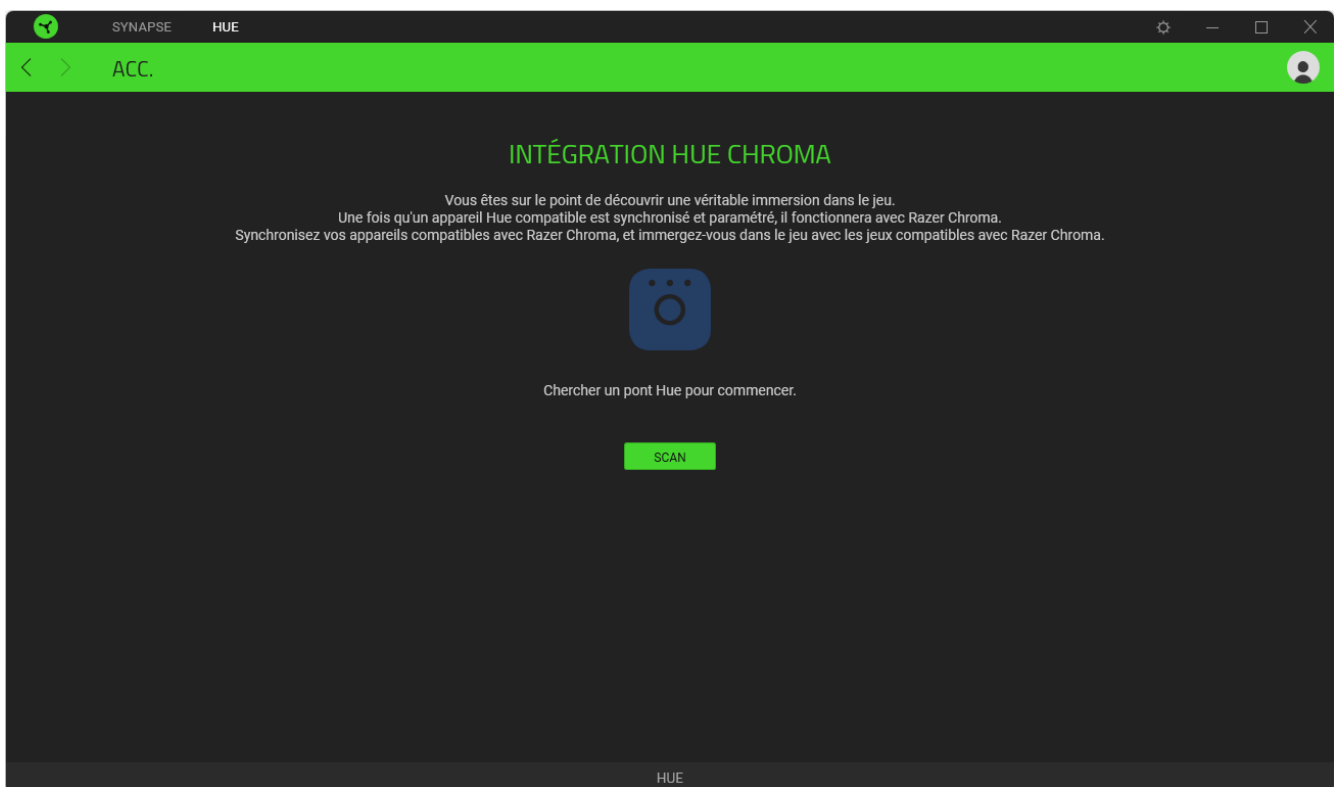 SYNAPSE HUE
ACC.
INTÉGRATION HUE CHROMA
Vous êtes sur le point de découvrir une véritable immersion dans le jeu.
Une fois qu'un appareil Hue compatible est synchronisé et paramétré, il fonctionnera avec Razer Chroma.
Synchronisez vos appareils compatibles avec Razer Chroma, et immergez-vous dans le jeu avec les jeux compatibles avec Razer Chroma.
Chercher un pont Hue pour commencer.
SCAN
HUE